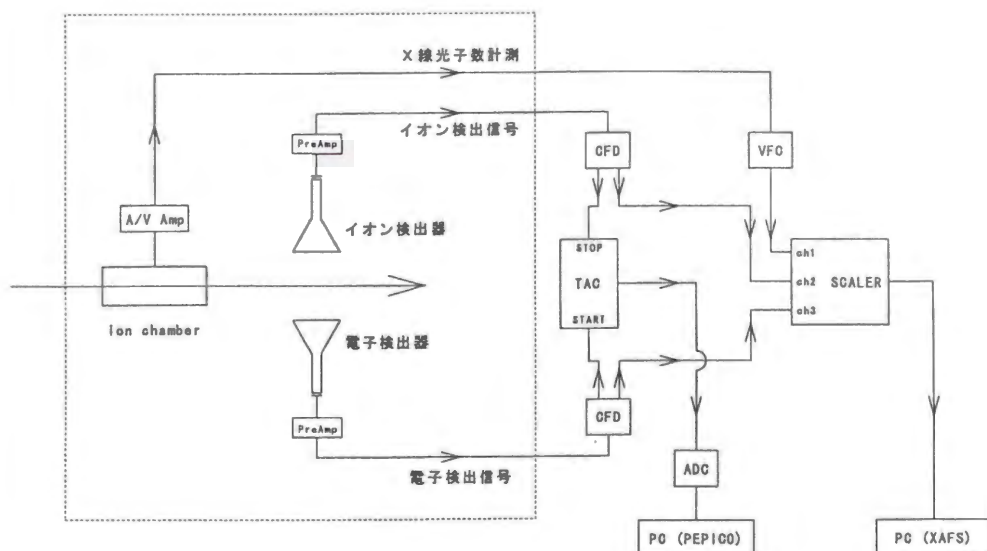 X線光子数計測
イオン検出信号
PreAmp
CFD
VFC
A/V Amp
イオン検出器
STOP
TAC
START
ch1
ch2
ch3
SCALER
ion chamber
電子検出器
PreAmp
CFD
電子検出信号
ADC
PC (PEPICO)
PC (XAFS)